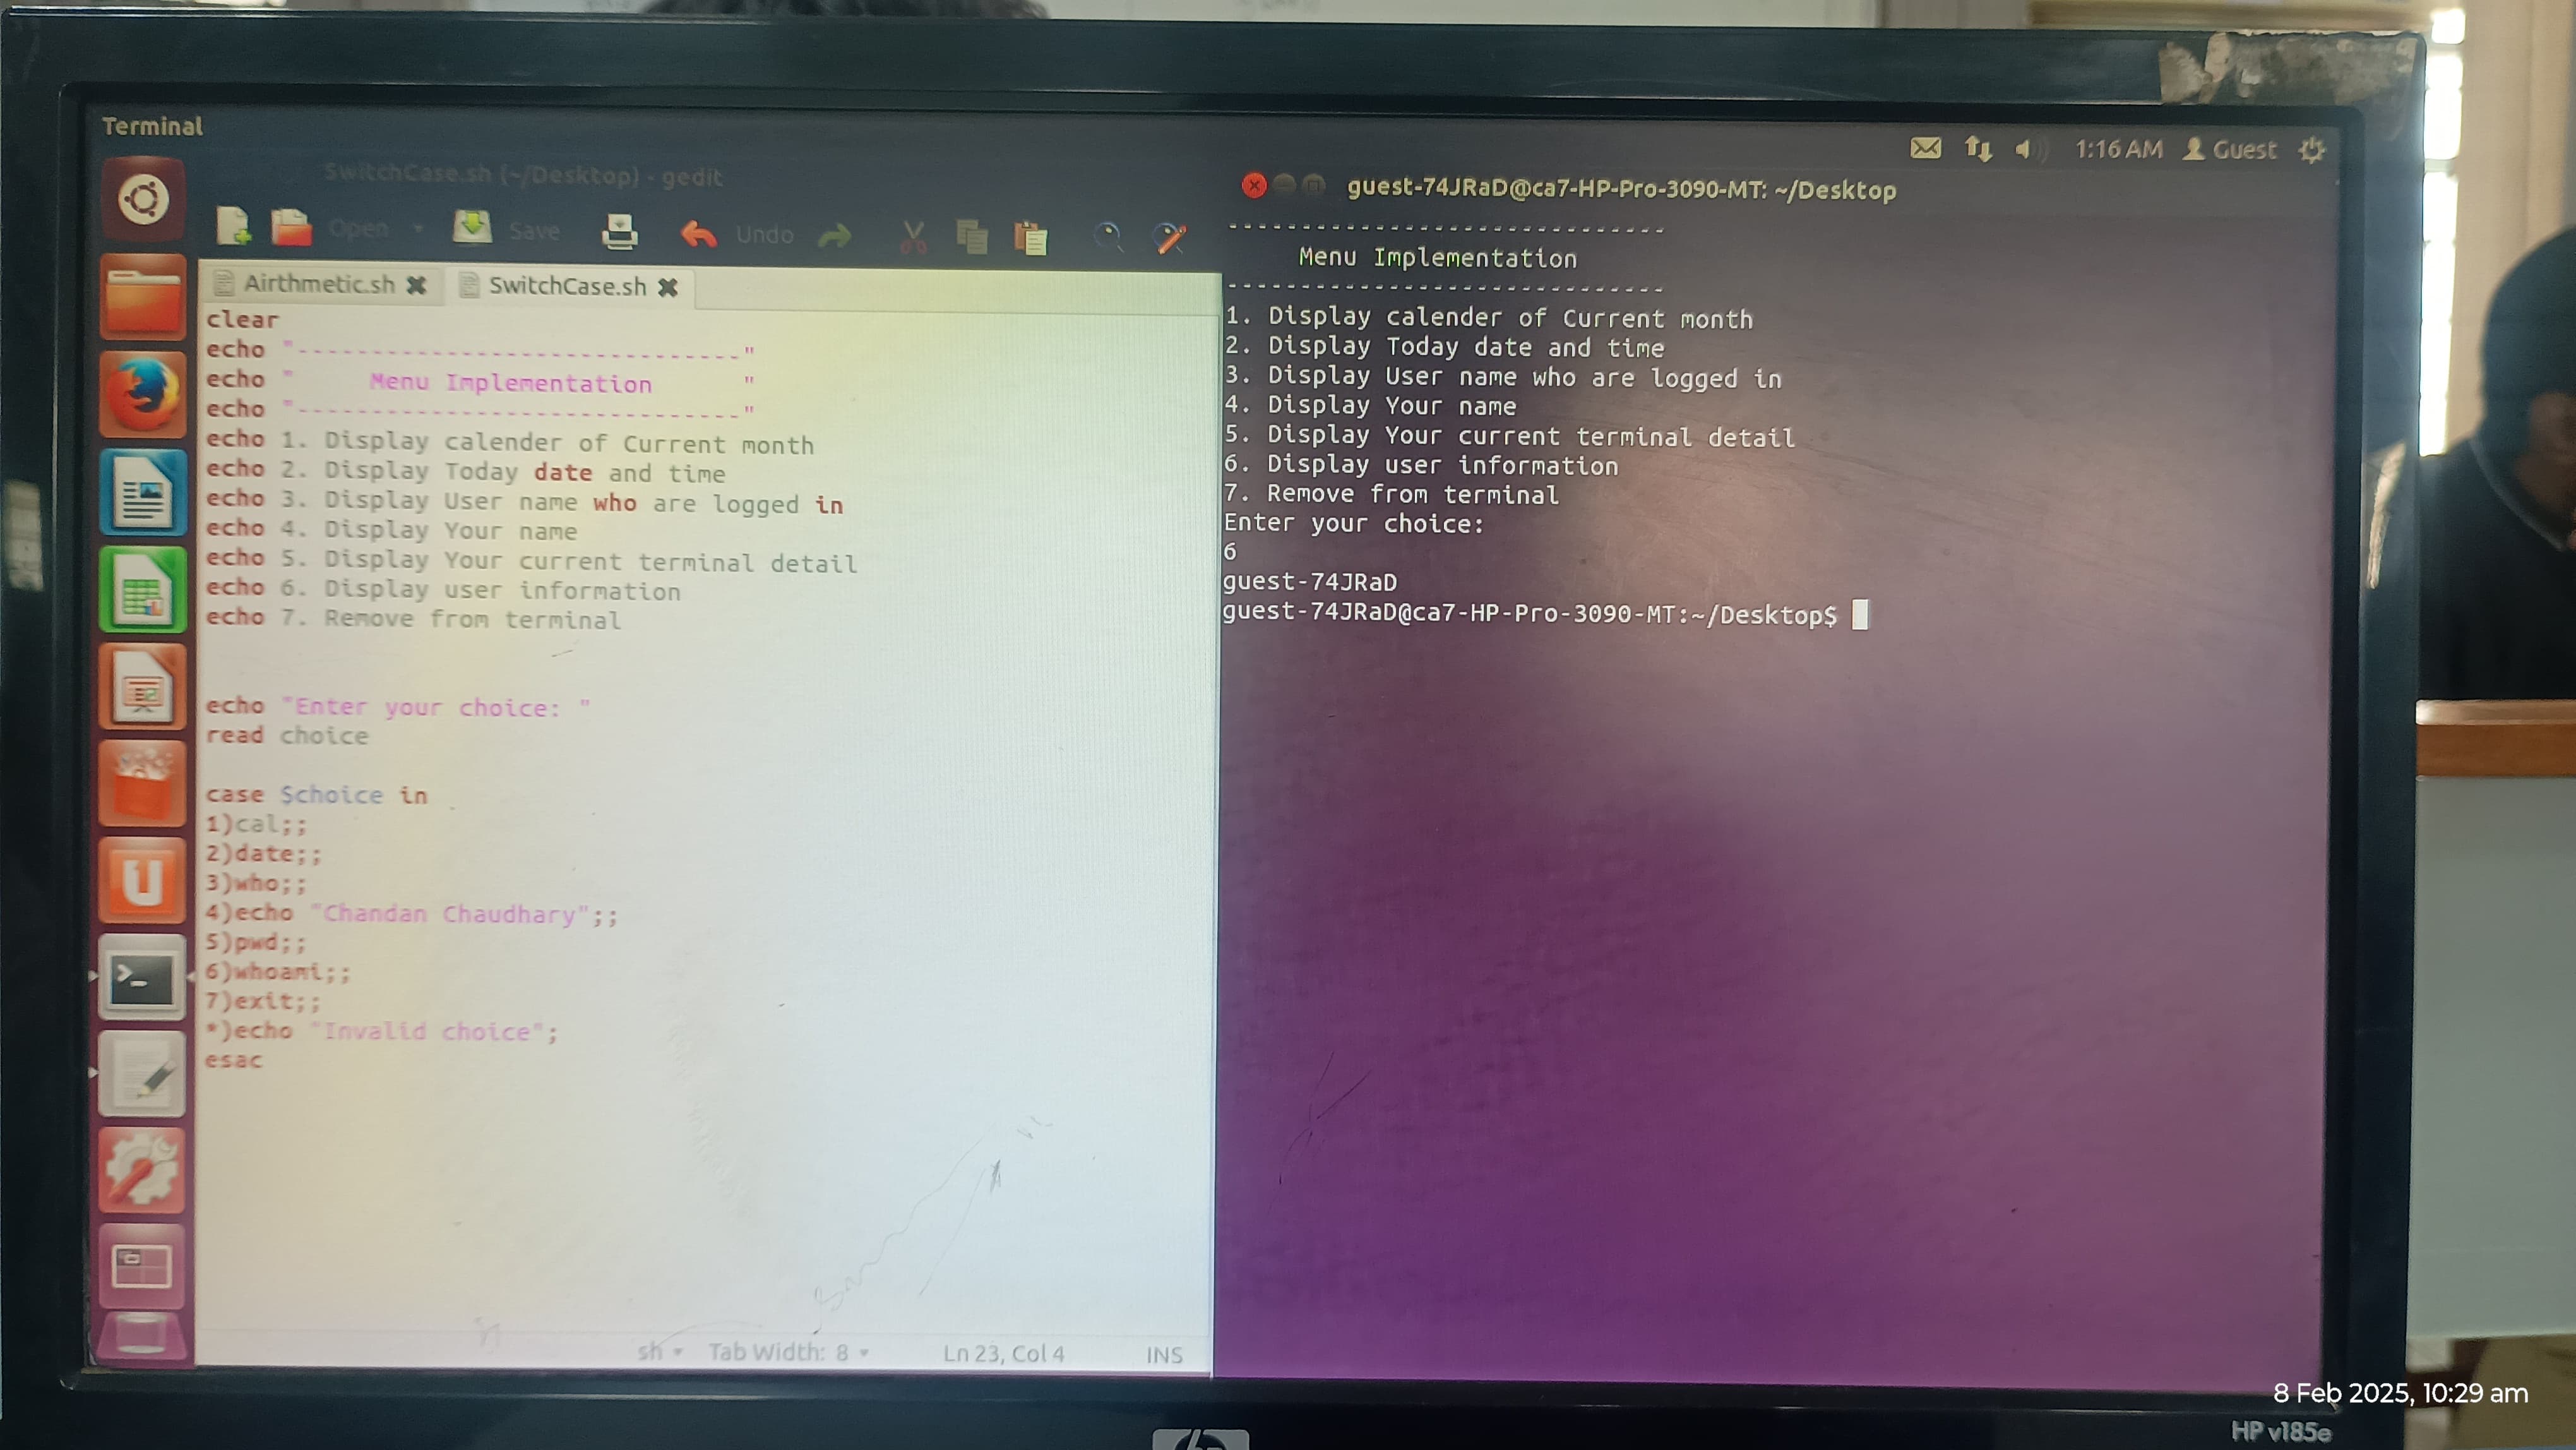 Terminal
1:16 AM Guest
SwitchCase.sh (~/Desktop) - gedit
Open Save Undo
Airthmetic.sh SwitchCase.sh
clear
echo "------------------------------"
echo "      Menu Implementation       "
echo "------------------------------"
echo 1. Display calender of Current month
echo 2. Display Today date and time
echo 3. Display User name who are logged in
echo 4. Display Your name
echo 5. Display Your current terminal detail
echo 6. Display user information
echo 7. Remove from terminal
echo "Enter your choice: "
read choice
case $choice in
1)cal;;
2)date;;
3)who;;
4)echo "Chandan Chaudhary";;
5)pwd;;
6)whoami;;
7)exit;;
*)echo "Invalid choice";
esac
sh Tab Width: 8 Ln 23, Col 4 INS
guest-74JRaD@ca7-HP-Pro-3090-MT: ~/Desktop
------------------------------
Menu Implementation
------------------------------
1. Display calender of Current month
2. Display Today date and time
3. Display User name who are logged in
4. Display Your name
5. Display Your current terminal detail
6. Display user information
7. Remove from terminal
Enter your choice:
6
guest-74JRaD
guest-74JRaD@ca7-HP-Pro-3090-MT:~/Desktop$
8 Feb 2025, 10:29 am
HP v185e